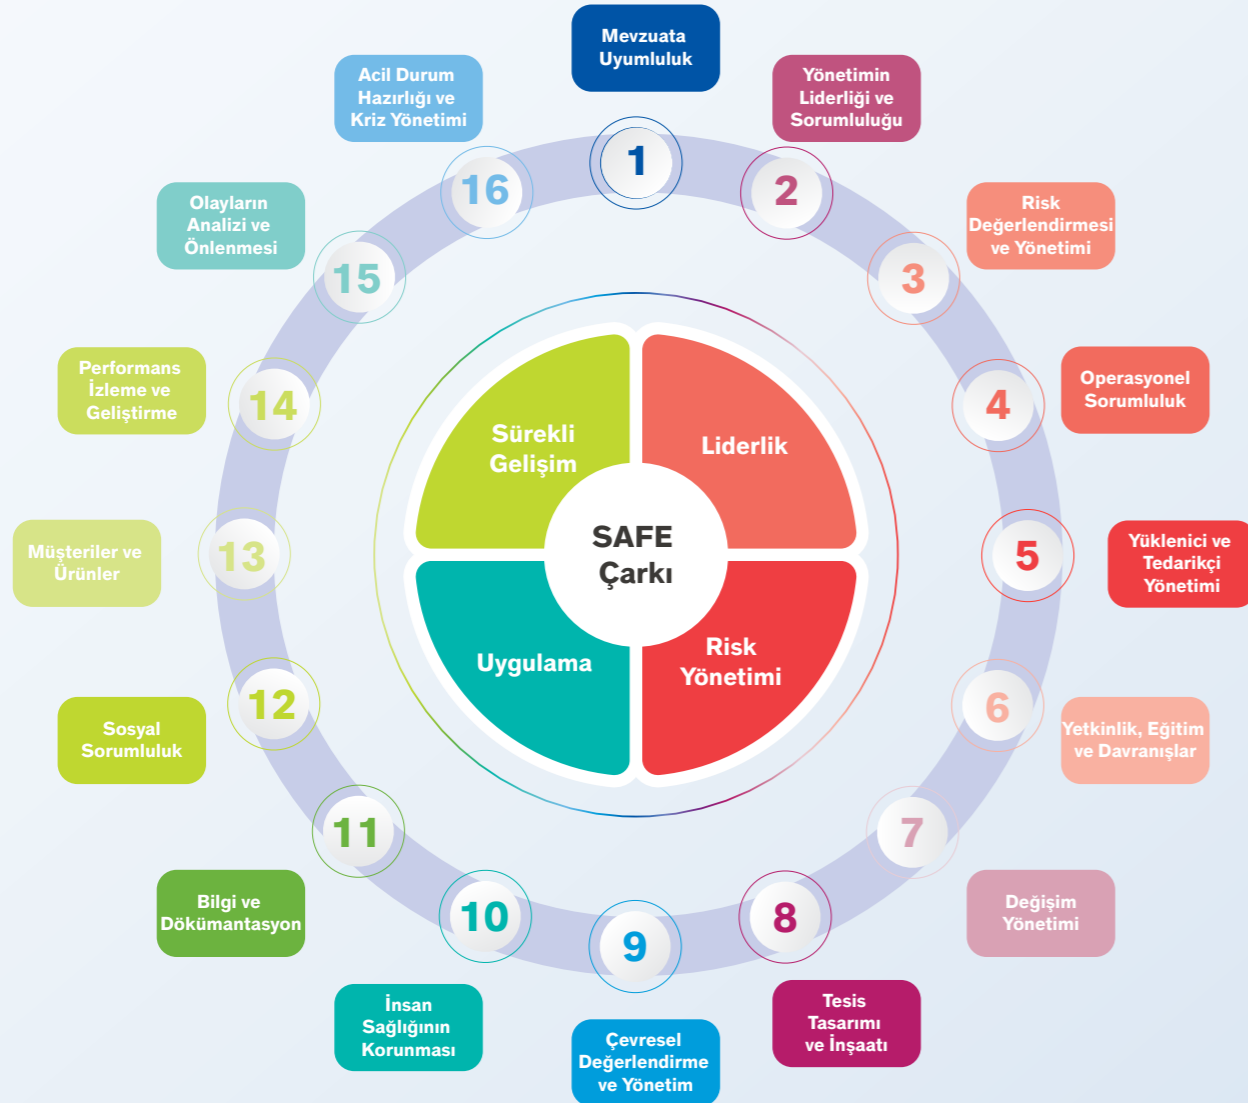 Mevzuata
Uyumluluk
1
Yönetimin
Liderliği ve
Sorumluluğu
2
Risk
Değerlendirmesi
ve Yönetimi
3
Operasyonel
Sorumluluk
4
Yüklenici ve
Tedarikçi
Yönetimi
5
Yetkinlik, Eğitim
ve Davranışlar
6
Değişim
Yönetimi
7
Tesis
Tasarımı
ve İnşaatı
8
Çevresel
Değerlendirme
ve Yönetim
9
İnsan
Sağlığının
Korunması
10
Bilgi ve
Dökümantasyon
11
Sosyal
Sorumluluk
12
Müşteriler ve
Ürünler
13
Performans
İzleme ve
Geliştirme
14
Olayların
Analizi ve
Önlenmesi
15
Acil Durum
Hazırlığı ve
Kriz Yönetimi
16
Sürekli
Gelişim
Liderlik
SAFE
Çarkı
Uygulama
Risk
Yönetimi